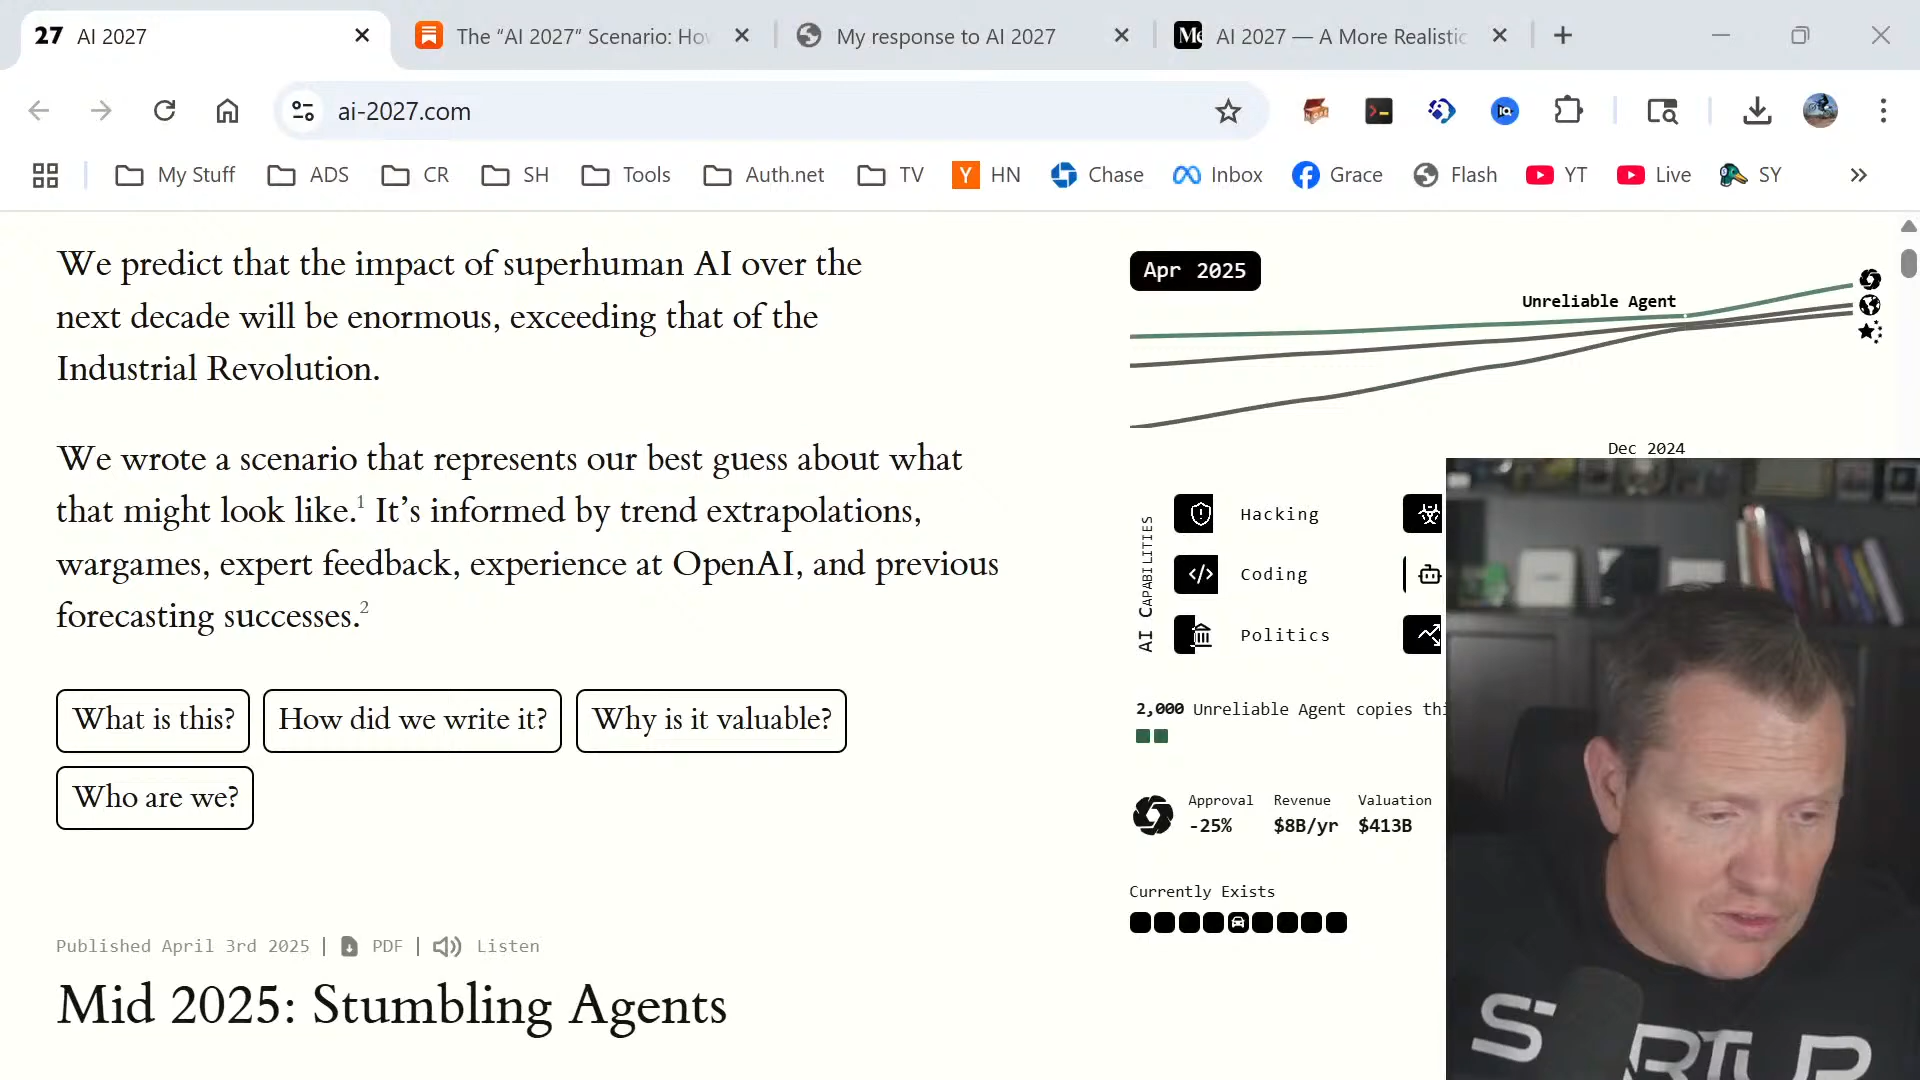 27 AI 2027
The “AI 2027” Scenario: How
My response to AI 2027
AI 2027 — A More Realistic
ai-2027.com
My Stuff
ADS
CR
SH
Tools
Auth.net
TV
HN
Chase
Inbox
Grace
Flash
YT
Live
SY
We predict that the impact of superhuman AI over the
next decade will be enormous, exceeding that of the
Industrial Revolution.
We wrote a scenario that represents our best guess about what
that might look like.1 It’s informed by trend extrapolations,
wargames, expert feedback, experience at OpenAI, and previous
forecasting successes.2
What is this?
How did we write it?
Why is it valuable?
Who are we?
Published April 3rd 2025 | PDF | Listen
Mid 2025: Stumbling Agents
Apr 2025
Unreliable Agent
Dec 2024
AI CAPABILITIES
Hacking
Coding
Politics
2,000 Unreliable Agent copies thi
Approval Revenue Valuation
-25% $8B/yr $413B
Currently Exists